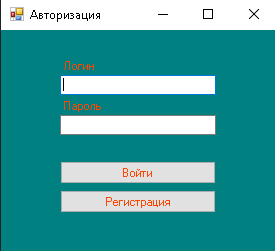 Авторизация
Логин
Пароль
Войти
Регистрация